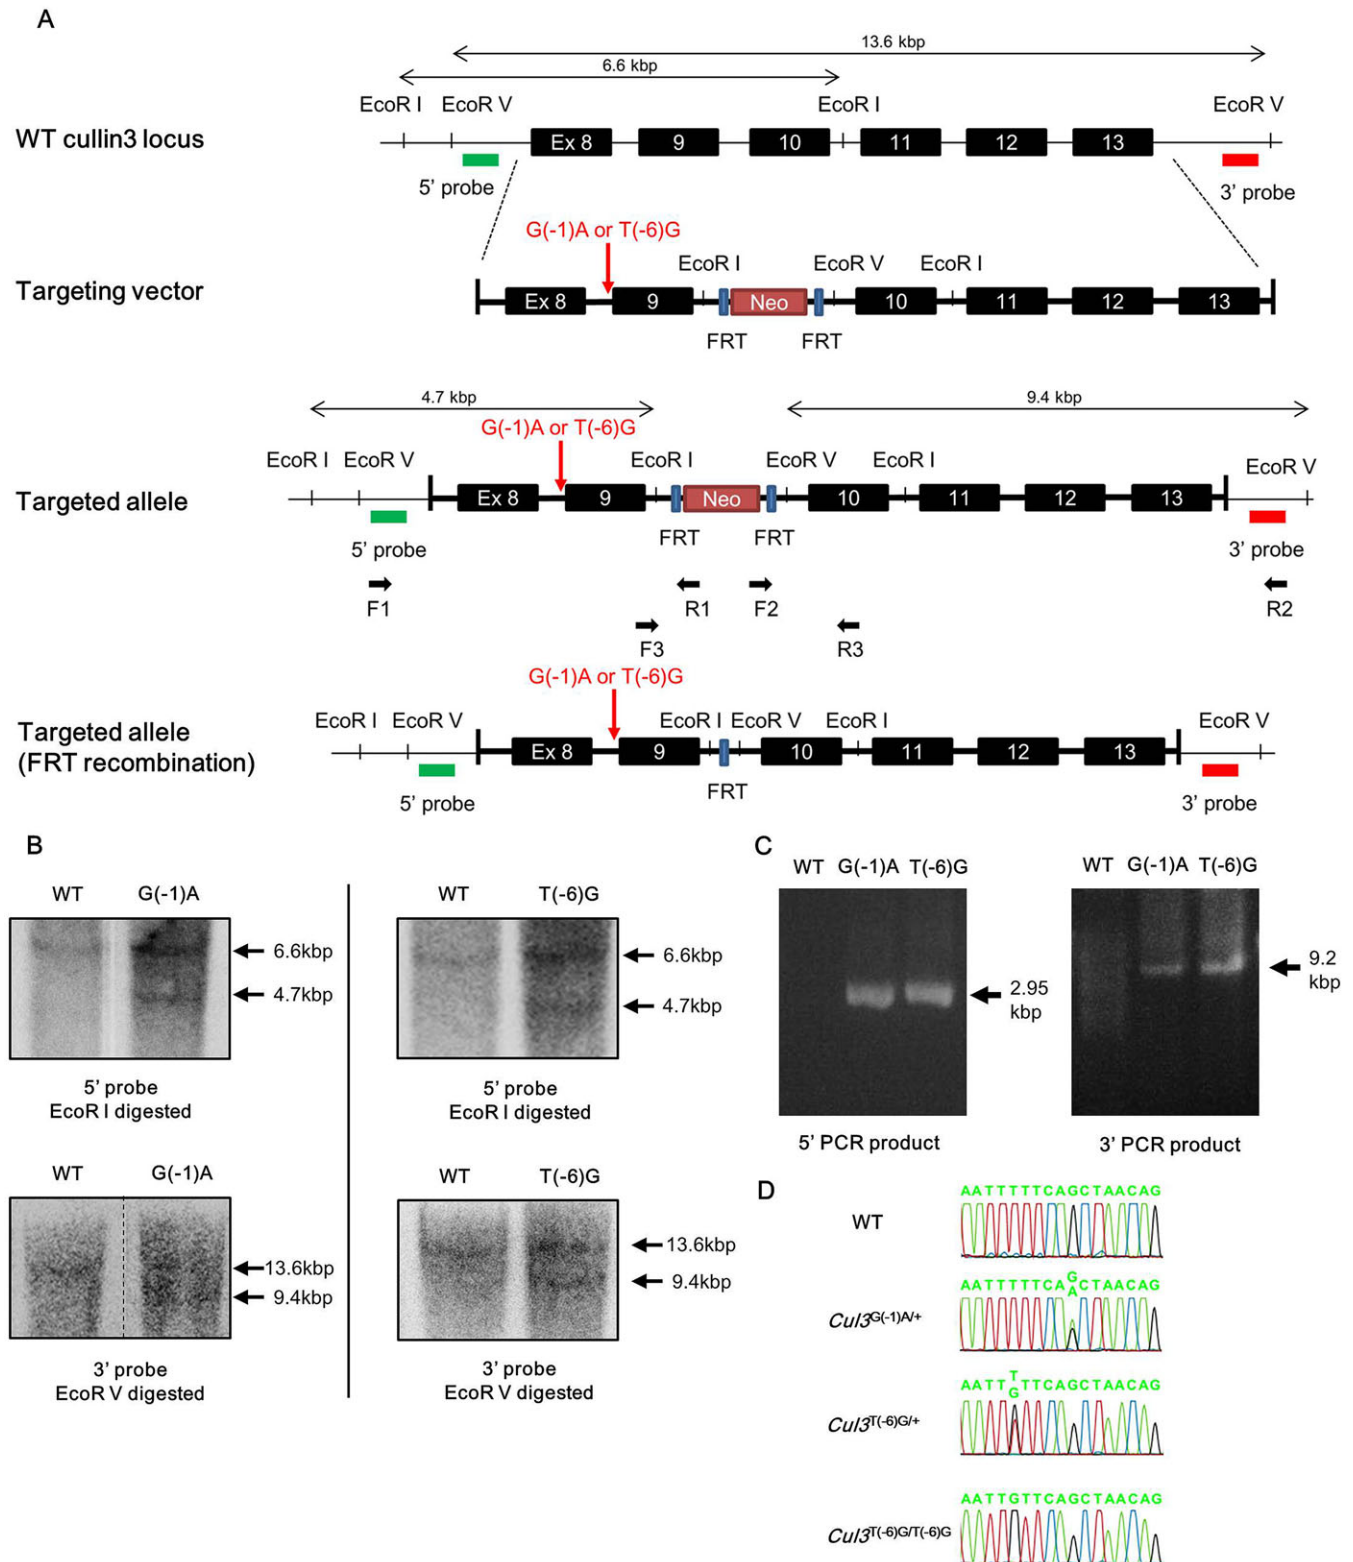 A
13.6 kbp
6.6 kbp
EcoR I EcoR V EcoR I EcoR V
WT cullin3 locus
Ex 8 9 10 11 12 13
5' probe 3' probe
G(-1)A or T(-6)G
EcoR I EcoR V EcoR I
Targeting vector
Ex 8 9 Neo 10 11 12 13
FRT FRT
4.7 kbp 9.4 kbp
G(-1)A or T(-6)G
EcoR I EcoR V EcoR I EcoR V EcoR I EcoR V
Targeted allele
Ex 8 9 Neo 10 11 12 13
FRT FRT
5' probe 3' probe
F1 R1 F2 R2
F3 R3
G(-1)A or T(-6)G
EcoR I EcoR V EcoR I EcoR V EcoR I EcoR V
Targeted allele
(FRT recombination)
Ex 8 9 10 11 12 13
FRT
5' probe 3' probe
B
WT G(-1)A
6.6kbp
4.7kbp
5' probe
EcoR I digested
WT T(-6)G
6.6kbp
4.7kbp
5' probe
EcoR I digested
WT G(-1)A
13.6kbp
9.4kbp
3' probe
EcoR V digested
WT T(-6)G
13.6kbp
9.4kbp
3' probe
EcoR V digested
C
WT G(-1)A T(-6)G
2.95
kbp
5' PCR product
WT G(-1)A T(-6)G
9.2
kbp
3' PCR product
D
AATTTTTCAGCTAACAG
WT
G
AATTTTTCAACTAACAG
Cul3G(-1)A/+
T
AATTGTTCAGCTAACAG
Cul3T(-6)G/+
AATTGTTCAGCTAACAG
Cul3T(-6)G/T(-6)G